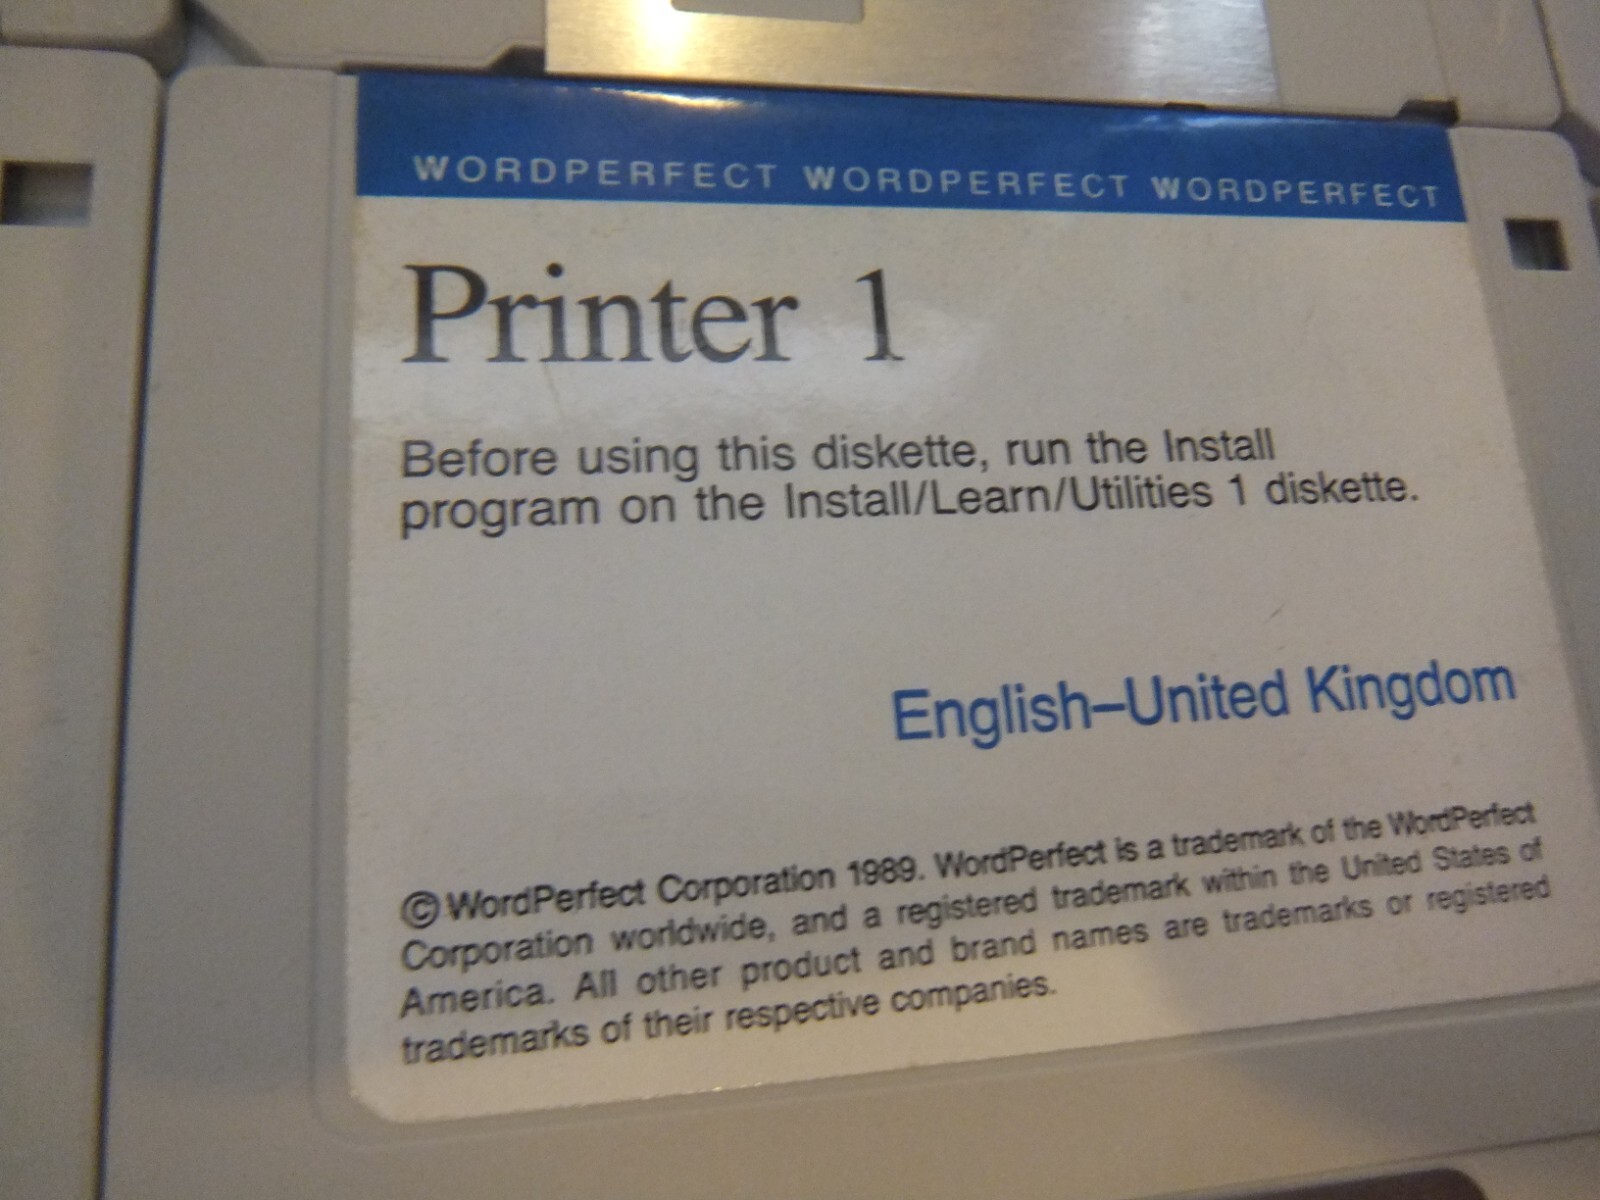 WORDPERFECT WORDPERFECT WORDPERFECT
Printer 1
Before using this diskette, run the Install
program on the Install/Learn/Utilities 1 diskette.
English–United Kingdom
© WordPerfect Corporation 1989. WordPerfect is a trademark of the WordPerfect
Corporation worldwide, and a registered trademark within the United States of
America. All other product and brand names are trademarks or registered
trademarks of their respective companies.